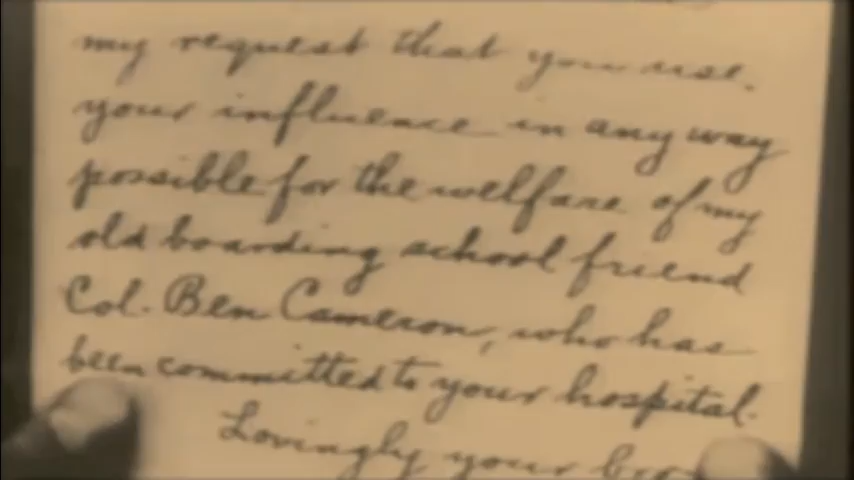 my request that you use
your influence in any way
possible for the welfare of my
old boarding school friend
Col. Ben Cameron, who has
been committed to your hospital.
Lovingly your